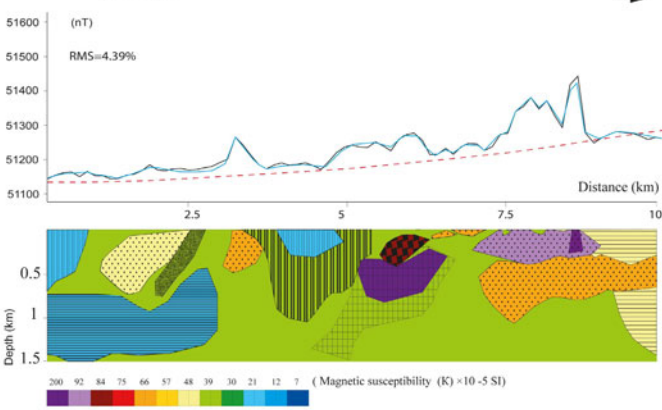 51600
(nT)
51500
RMS=4.39%
51400
51300
51200
51100
Distance (km)
2.5 5 7.5 10
0.5
1
1.5
Depth (km)
200 92 84 75 66 57 48 39 30 21 12 7 ( Magnetic susceptibility (K) ×10 -5 SI)